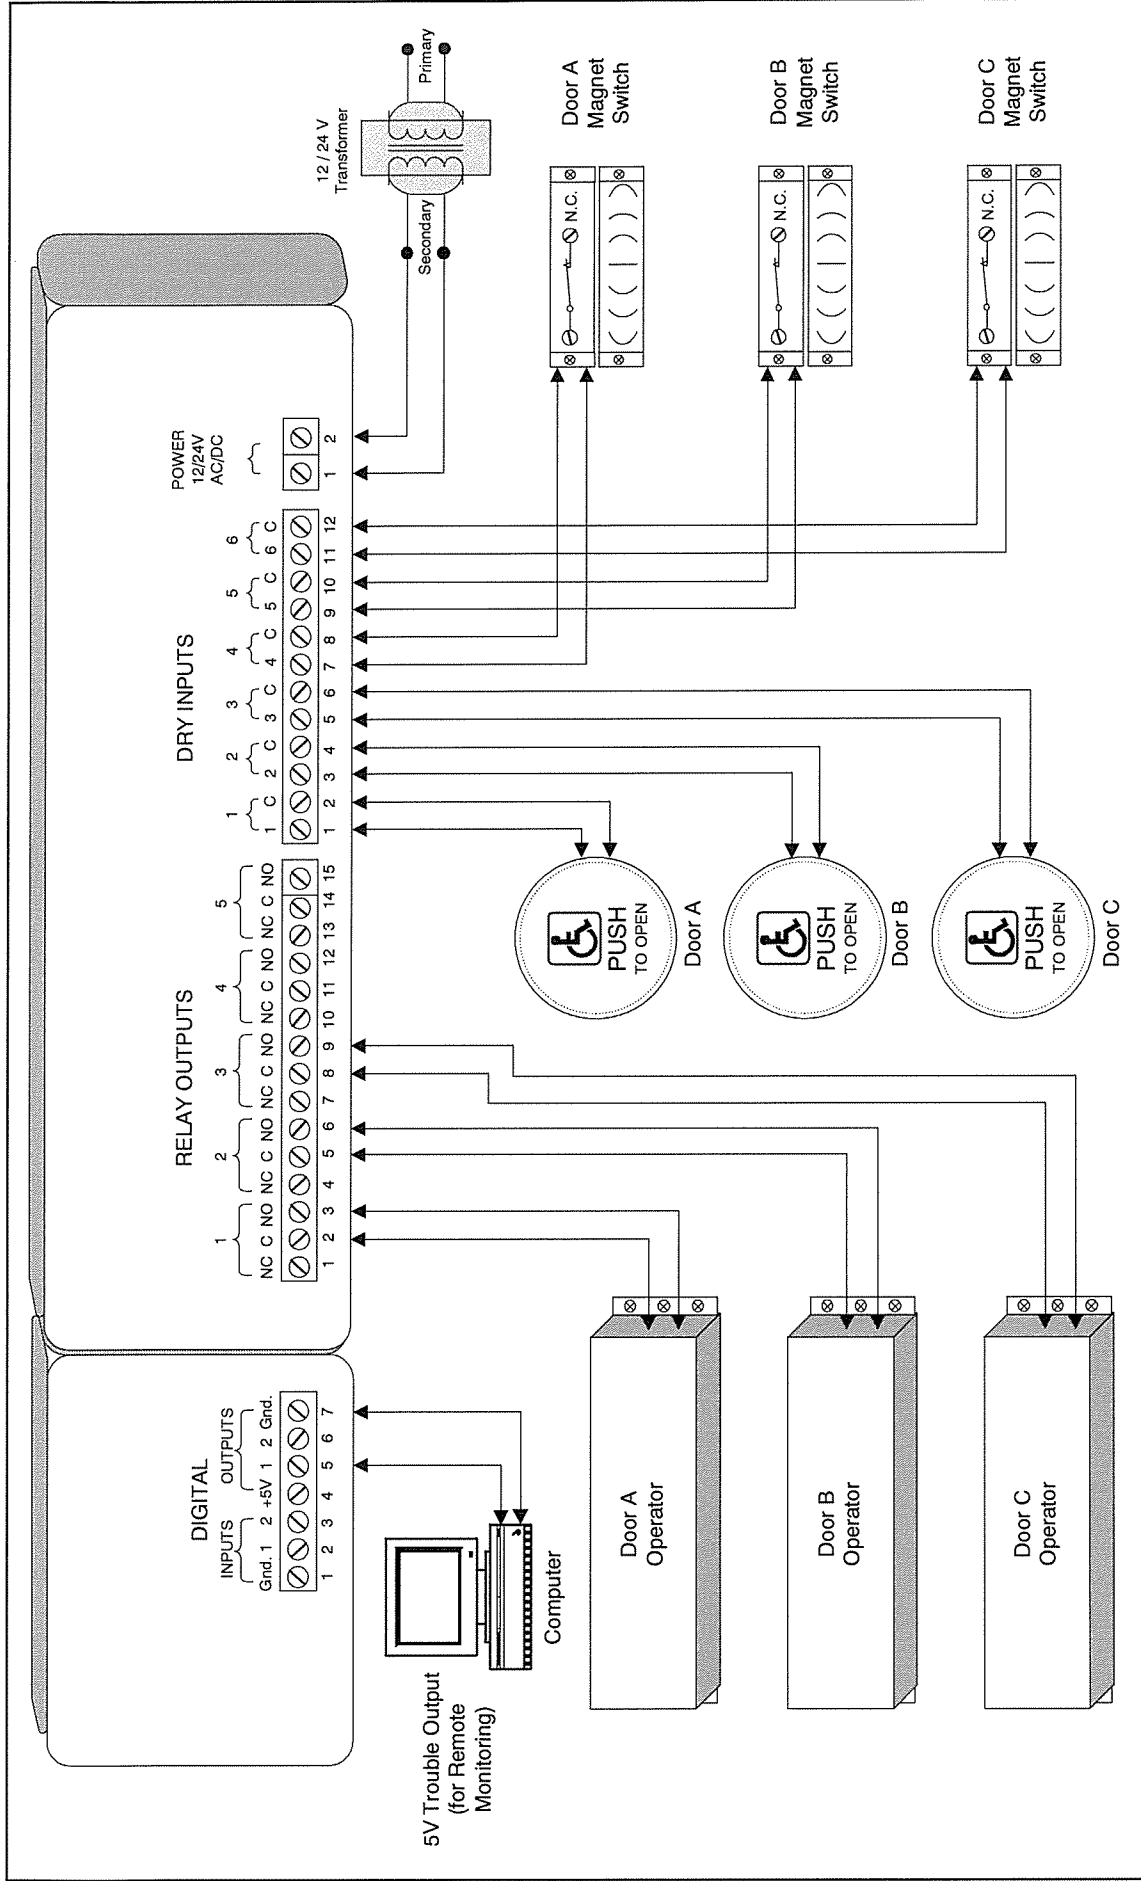 DIGITAL
INPUTS
OUTPUTS
Gnd. 1 2 +5V 1 2 Gnd.
1 2 3 4 5 6 7
RELAY OUTPUTS
1 2 3 4 5
NC C NO NC C NO NC C NO NC C NO NC C NO
1 2 3 4 5 6 7 8 9 10 11 12 13 14 15
DRY INPUTS
1 2 3 4 5 6
1 C 2 C 3 C 4 C 5 C 6 C
1 2 3 4 5 6 7 8 9 10 11 12
POWER
12/24V
AC/DC
1 2
12 / 24 V
Transformer
Secondary
Primary
5V Trouble Output
(for Remote
Monitoring)
Computer
Door A
Operator
PUSH
TO OPEN
Door A
N.C.
Door A
Magnet
Switch
Door B
Operator
PUSH
TO OPEN
Door B
N.C.
Door B
Magnet
Switch
Door C
Operator
PUSH
TO OPEN
Door C
N.C.
Door C
Magnet
Switch